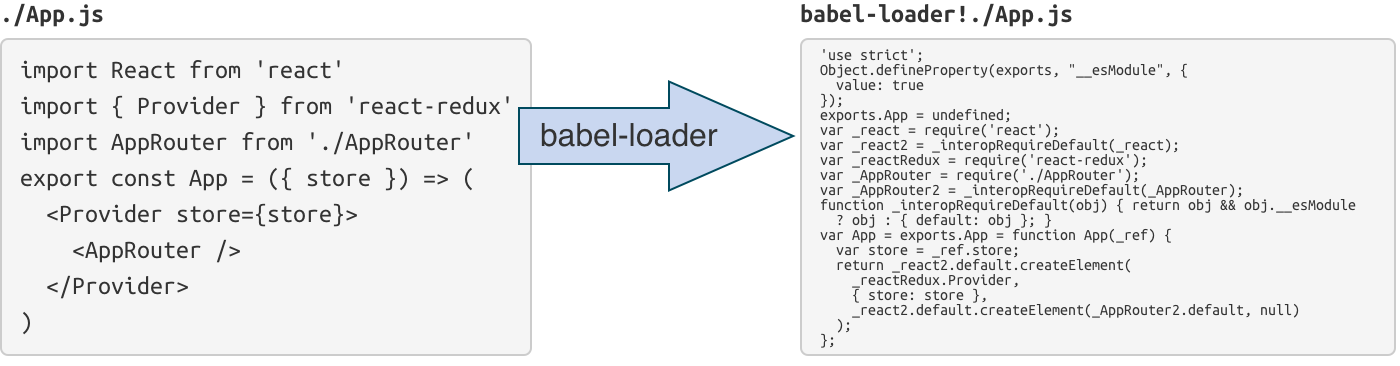 ./App.js
import React from 'react'
import { Provider } from 'react-redux'
import AppRouter from './AppRouter'
export const App = ({ store }) => (
  <Provider store={store}>
    <AppRouter />
  </Provider>
)
babel-loader
babel-loader!./App.js
'use strict';
Object.defineProperty(exports, "__esModule", {
  value: true
});
exports.App = undefined;
var _react = require('react');
var _react2 = _interopRequireDefault(_react);
var _reactRedux = require('react-redux');
var _AppRouter = require('./AppRouter');
var _AppRouter2 = _interopRequireDefault(_AppRouter);
function _interopRequireDefault(obj) { return obj && obj.__esModule
  ? obj : { default: obj }; }
var App = exports.App = function App(_ref) {
  var store = _ref.store;
  return _react2.default.createElement(
    _reactRedux.Provider,
    { store: store },
    _react2.default.createElement(_AppRouter2.default, null)
  );
};